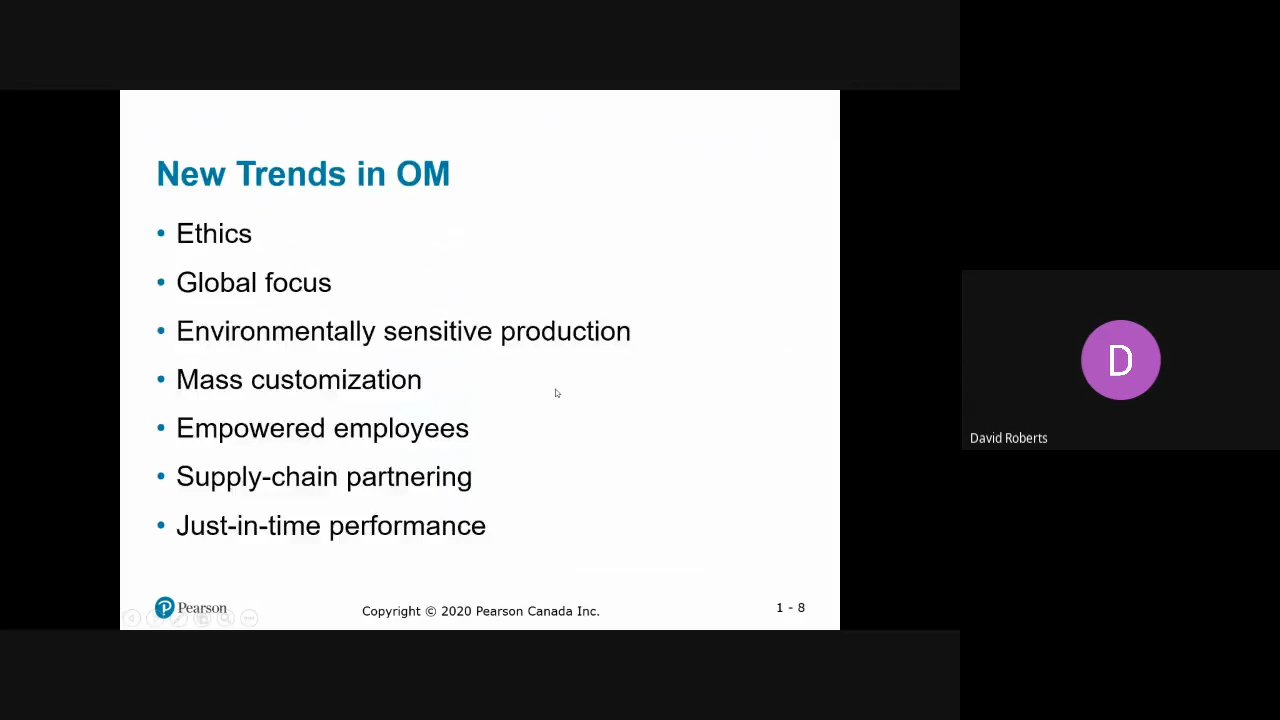 New Trends in OM
• Ethics
• Global focus
• Environmentally sensitive production
• Mass customization
• Empowered employees
• Supply-chain partnering
• Just-in-time performance
P Pearson
Copyright © 2020 Pearson Canada Inc.
1 - 8
D
David Roberts